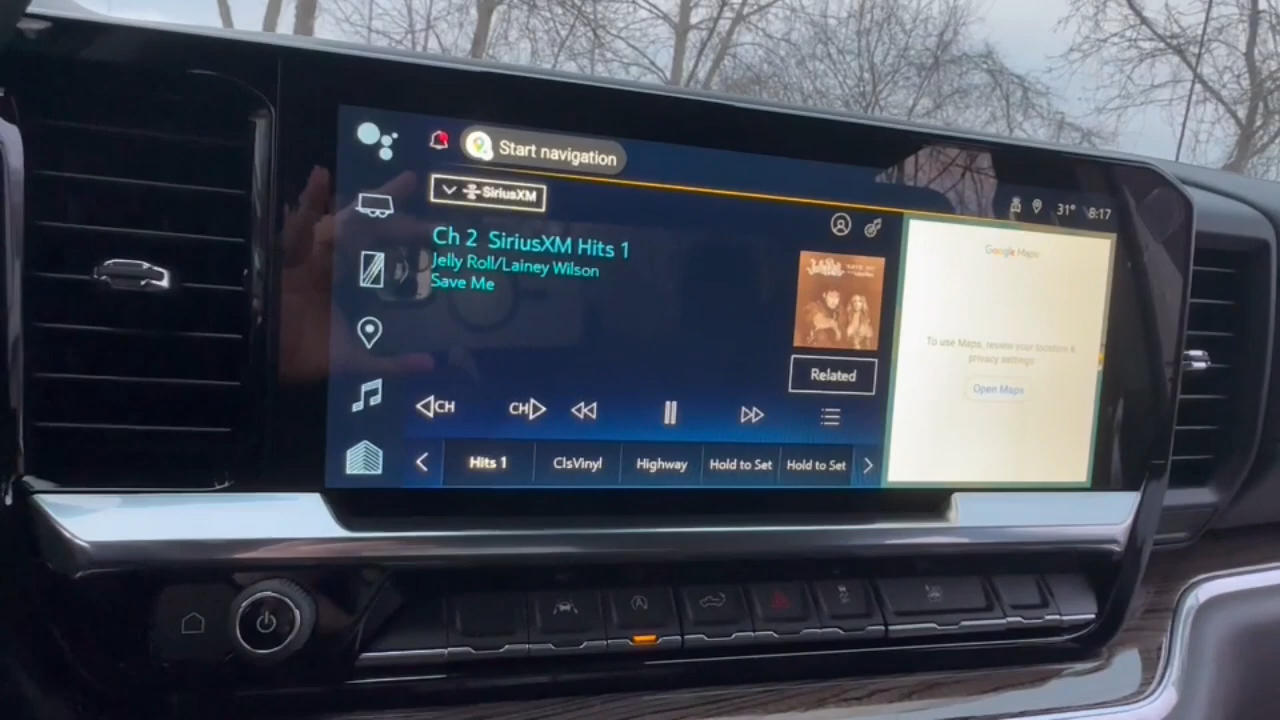 Start navigation
SiriusXM
31° 8:17
Ch 2 SiriusXM Hits 1
Jelly Roll/Lainey Wilson
Save Me
Related
CH
CH
Hits 1
ClsVinyl
Highway
Hold to Set
Hold to Set
Google Maps
To use Maps, review your location &
privacy settings
Open Maps